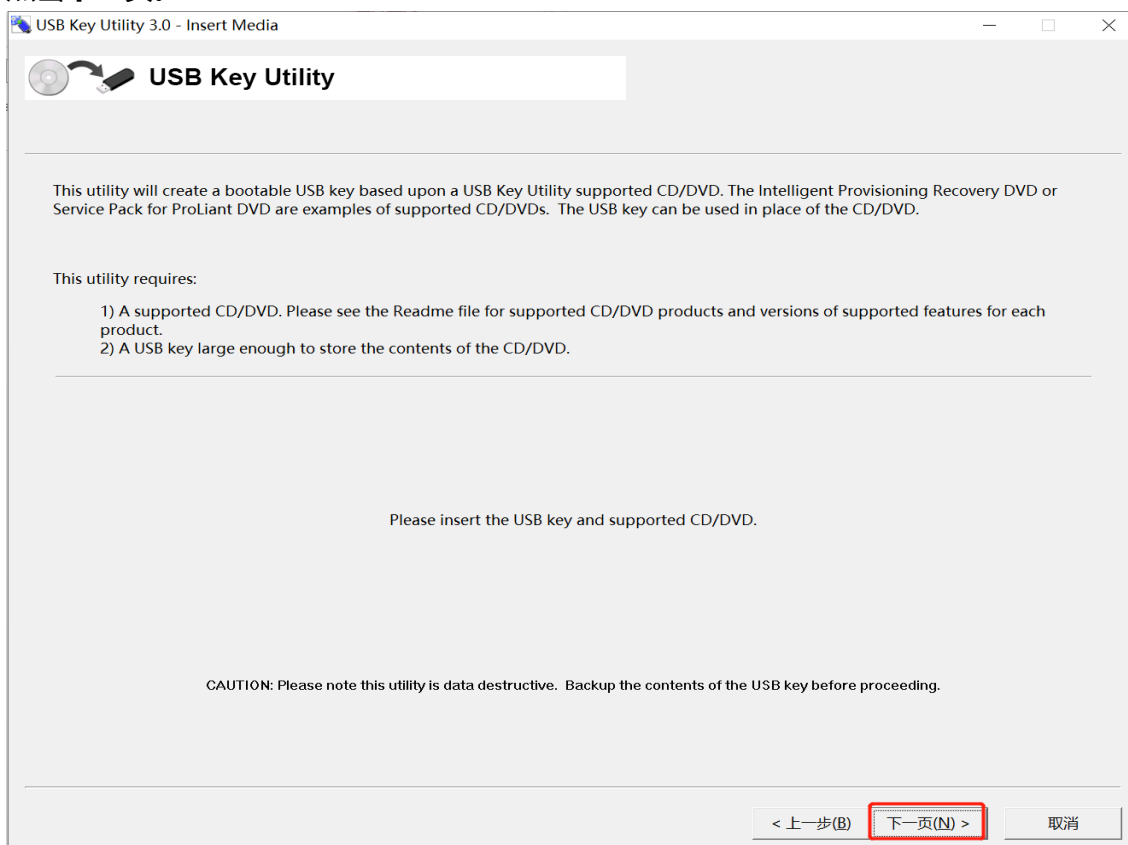 USB Key Utility 3.0 - Insert Media
USB Key Utility
This utility will create a bootable USB key based upon a USB Key Utility supported CD/DVD. The Intelligent Provisioning Recovery DVD or
Service Pack for ProLiant DVD are examples of supported CD/DVDs. The USB key can be used in place of the CD/DVD.
This utility requires:
1) A supported CD/DVD. Please see the Readme file for supported CD/DVD products and versions of supported features for each
product.
2) A USB key large enough to store the contents of the CD/DVD.
Please insert the USB key and supported CD/DVD.
CAUTION: Please note this utility is data destructive. Backup the contents of the USB key before proceeding.
< 上一步(B) 下一页(N) > 取消